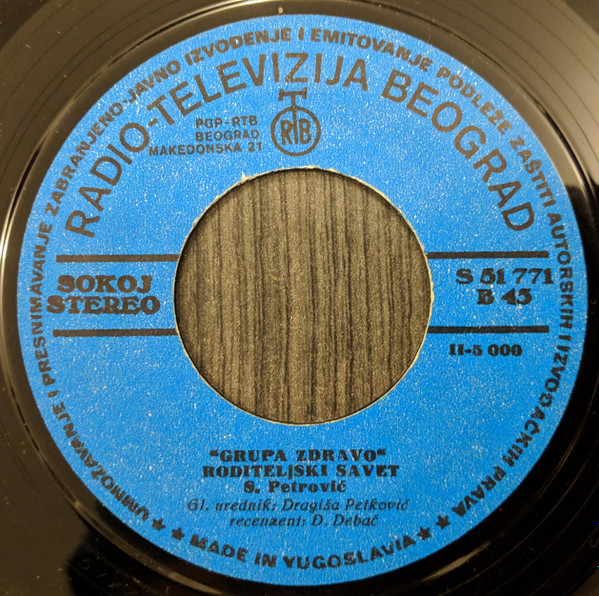 UMNOŽAVANJE I PRESNIMAVANJE ZABRANJENO·JAVNO IZVOĐENJE I EMITOVANJE PODLEŽE ZAŠTITI AUTORSKIH I IZVOĐAČKIH PRAVA
RADIO-TELEVIZIJA BEOGRAD
PGP-RTB
BEOGRAD
MAKEDONSKA 21
RTB
SOKOJ
STEREO
S 51 771
B 45
II-5 000
"GRUPA ZDRAVO"
RODITELJSKI SAVET
S. Petrović
Gl. urednik: Dragiša Petković
recenzent: D. Debać
★ ★ MADE IN YUGOSLAVIA ★ ★